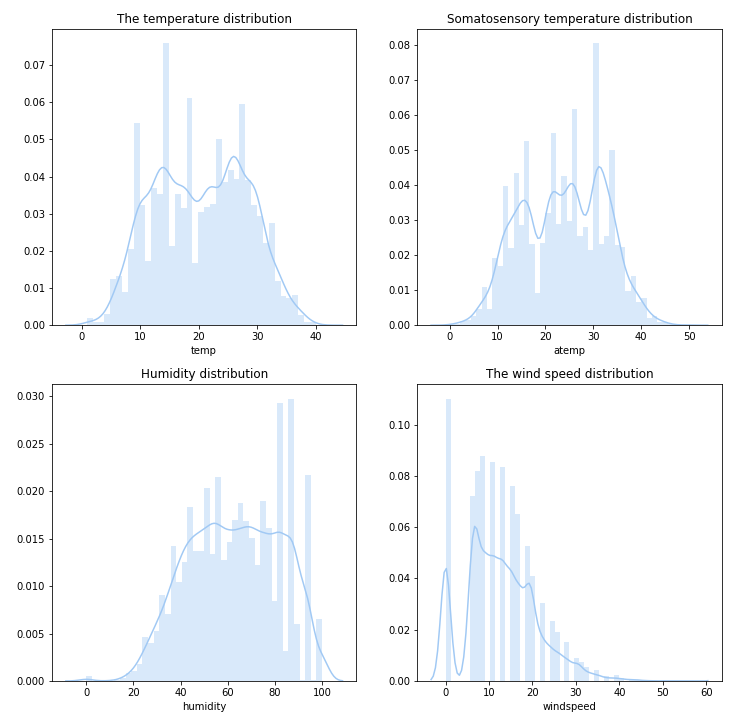 The temperature distribution
0.07
0.06
0.05
0.04
0.03
0.02
0.01
0.00
0 10 20 30 40
temp
Somatosensory temperature distribution
0.08
0.07
0.06
0.05
0.04
0.03
0.02
0.01
0.00
0 10 20 30 40 50
atemp
Humidity distribution
0.030
0.025
0.020
0.015
0.010
0.005
0.000
0 20 40 60 80 100
humidity
The wind speed distribution
0.10
0.08
0.06
0.04
0.02
0.00
0 10 20 30 40 50 60
windspeed